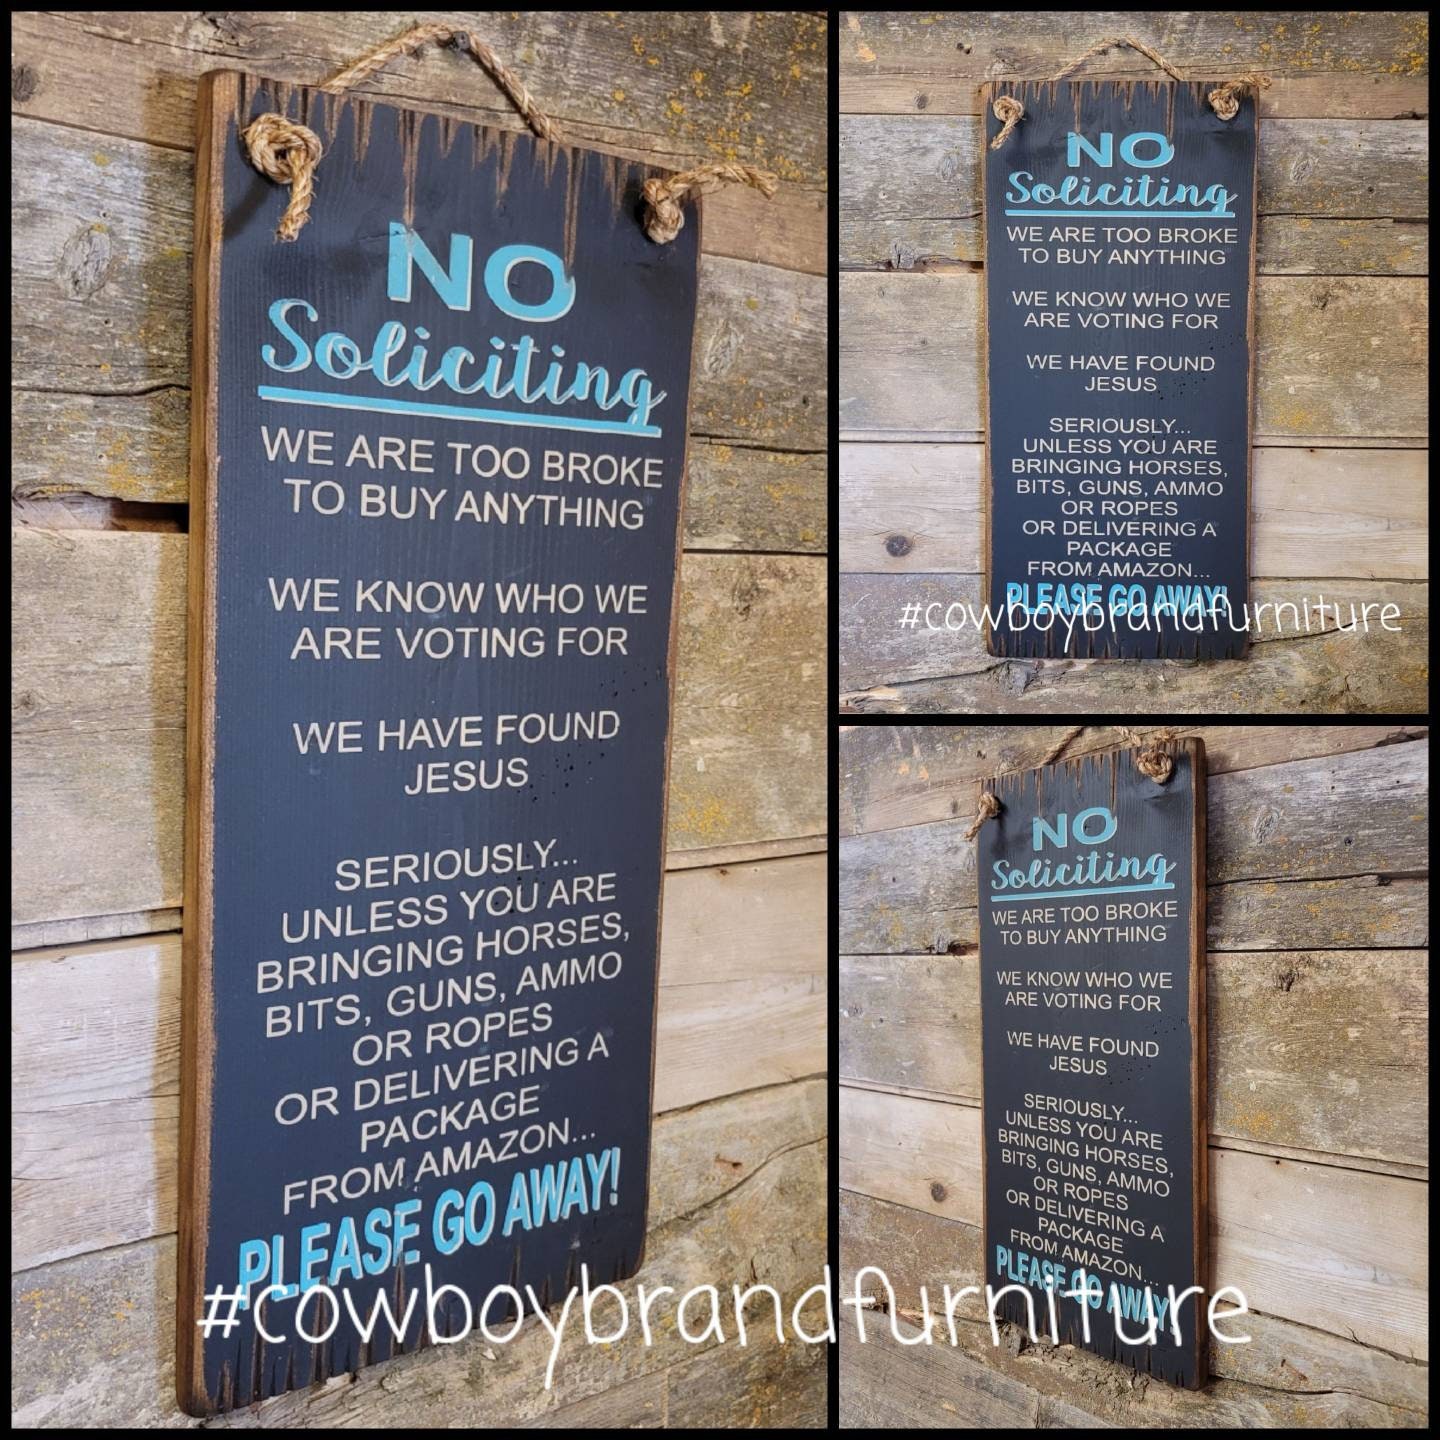 NO
Soliciting
WE ARE TOO BROKE
TO BUY ANYTHING
WE KNOW WHO WE
ARE VOTING FOR
WE HAVE FOUND
JESUS
SERIOUSLY...
UNLESS YOU ARE
BRINGING HORSES,
BITS, GUNS, AMMO
OR ROPES
OR DELIVERING A
PACKAGE
FROM AMAZON...
PLEASE GO AWAY!
NO
Soliciting
WE ARE TOO BROKE
TO BUY ANYTHING
WE KNOW WHO WE
ARE VOTING FOR
WE HAVE FOUND
JESUS
SERIOUSLY...
UNLESS YOU ARE
BRINGING HORSES,
BITS, GUNS, AMMO
OR ROPES
OR DELIVERING A
PACKAGE
FROM AMAZON...
PLEASE GO AWAY!
#cowboybrandfurniture
NO
Soliciting
WE ARE TOO BROKE
TO BUY ANYTHING
WE KNOW WHO WE
ARE VOTING FOR
WE HAVE FOUND
JESUS
SERIOUSLY...
UNLESS YOU ARE
BRINGING HORSES,
BITS, GUNS, AMMO
OR ROPES
OR DELIVERING A
PACKAGE
FROM AMAZON...
PLEASE GO AWAY!
#cowboybrandfurniture